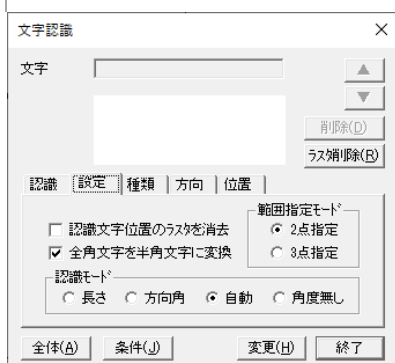 文字認識
文字
▲
▼
削除(D)
ラスタ削除(R)
認識 設定 種類 方向 位置
範囲指定モード
認識文字位置のラスタを消去
2点指定
全角文字を半角文字に変換
3点指定
認識モード
長さ 方向角 自動 角度無し
全体(A) 条件(J) 変更(H) 終了